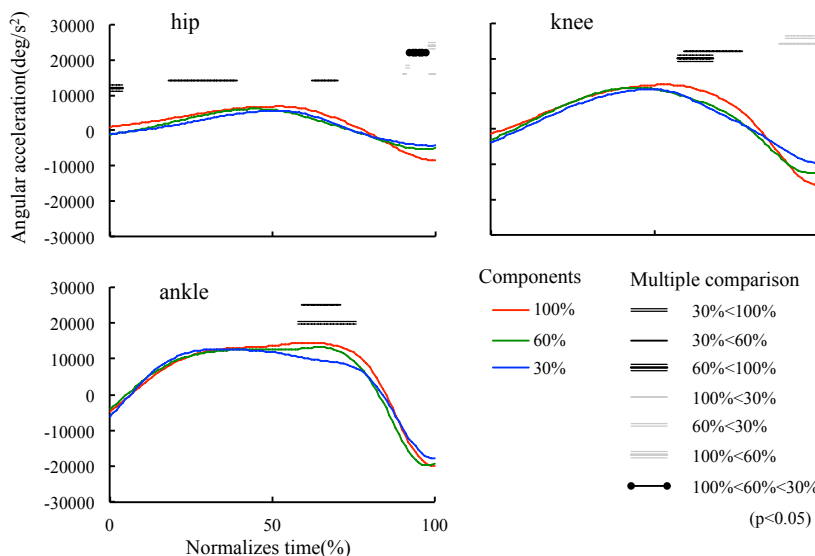 hip
knee
30000
20000
10000
0
-10000
-20000
-30000
Angular acceleration(deg/s²)
ankle
30000
20000
10000
0
-10000
-20000
-30000
0 50 100
Normalizes time(%)
Components
100%
60%
30%
Multiple comparison
30%<100%
30%<60%
60%<100%
100%<30%
60%<30%
100%<60%
100%<60%<30%
(p<0.05)